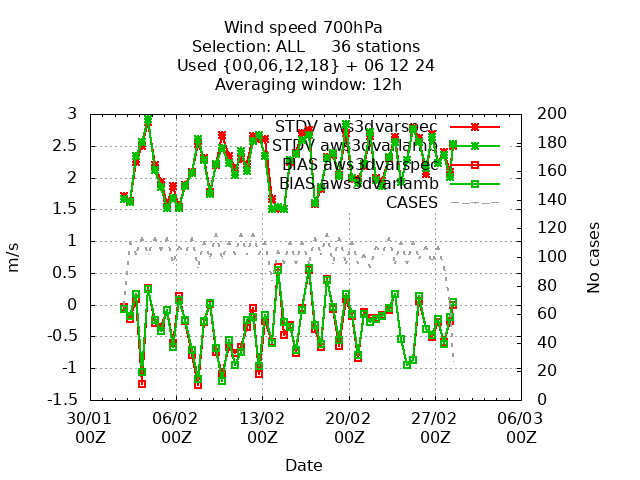 Wind speed 700hPa
Selection: ALL     36 stations
Used {00,06,12,18} + 06 12 24
Averaging window: 12h
3
2.5
2
1.5
1
0.5
0
-0.5
-1
-1.5
m/s
200
180
160
140
120
100
80
60
40
20
0
No cases
STDV aws3dvarspec
STDV aws3dvarlamb
BIAS aws3dvarspec
BIAS aws3dvarlamb
CASES
30/01 06/02 13/02 20/02 27/02 06/03
00Z 00Z 00Z 00Z 00Z 00Z
Date